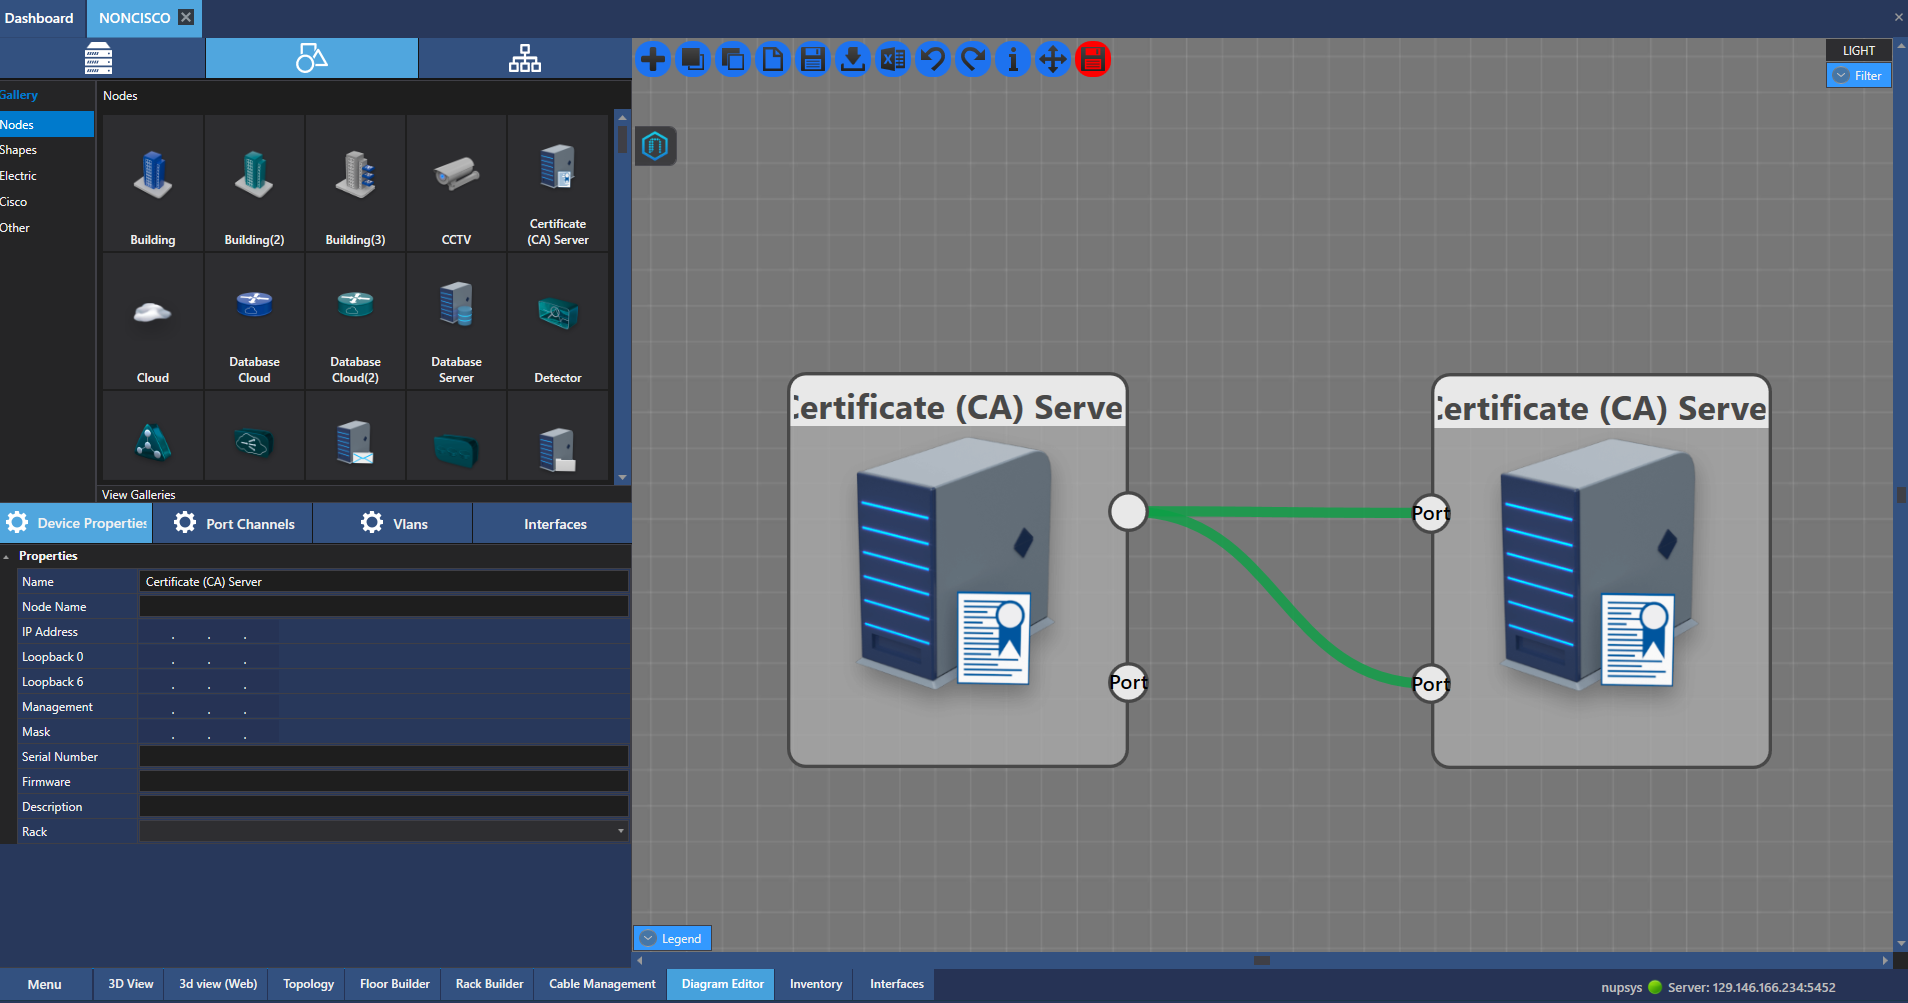 Dashboard
NONCISCO
LIGHT
Filter
Gallery
Nodes
Nodes
Shapes
Electric
Cisco
Other
Building
Building(2)
Building(3)
CCTV
Certificate
(CA) Server
Cloud
Database
Cloud
Database
Cloud(2)
Database
Server
Detector
View Galleries
Device Properties
Port Channels
Vlans
Interfaces
Properties
Name
Certificate (CA) Server
Node Name
IP Address
. . .
Loopback 0
. . .
Loopback 6
. . .
Management
. . .
Mask
. . .
Serial Number
Firmware
Description
Rack
Certificate (CA) Serve
Port
Certificate (CA) Serve
Port
Port
Legend
Menu
3D View
3d view (Web)
Topology
Floor Builder
Rack Builder
Cable Management
Diagram Editor
Inventory
Interfaces
nupsys
Server: 129.146.166.234:5452